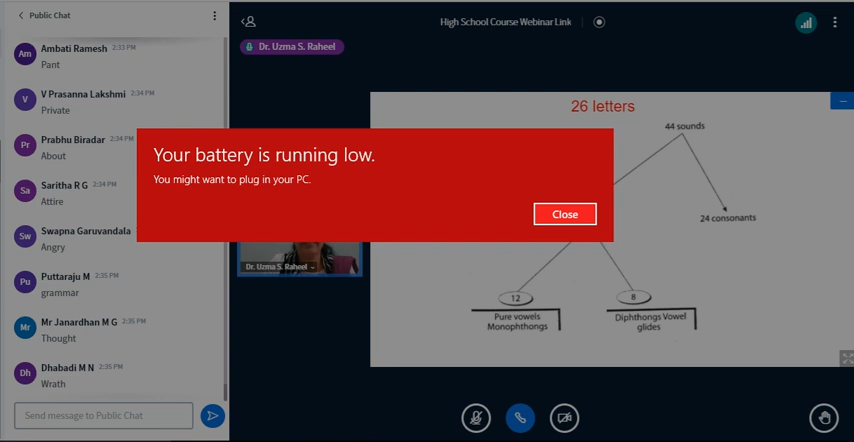 Public Chat
Am
Ambati Ramesh 2:33 PM
Pant
V
V Prasanna Lakshmi 2:34 PM
Private
Pr
Prabhu Biradar 2:34 PM
About
Sa
Saritha R G 2:34 PM
Attire
Sw
Swapna Garuvandala
Angry
Pu
Puttaraju M 2:35 PM
grammar
Mr
Mr Janardhan M G 2:35 PM
Thought
Dh
Dhabadi M N 2:35 PM
Wrath
Send message to Public Chat
High School Course Webinar Link
Dr. Uzma S. Raheel
Your battery is running low.
You might want to plug in your PC.
Close
Dr. Uzma S. Raheel
26 letters
44 sounds
24 consonants
12
Pure vowels
Monophthongs
8
Diphthongs Vowel
glides